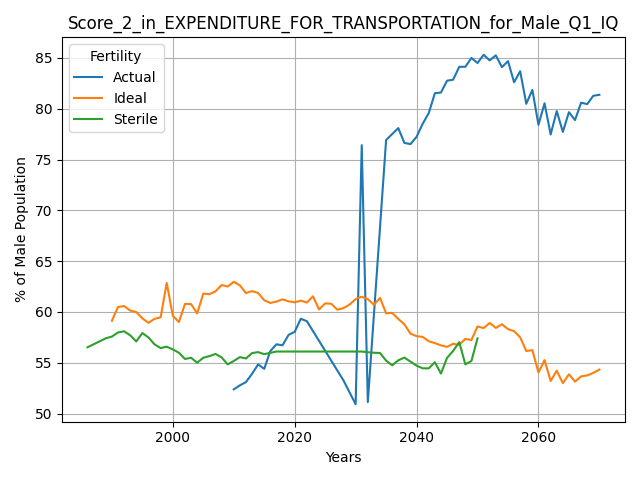 Score_2_in_EXPENDITURE_FOR_TRANSPORTATION_for_Male_Q1_IQ
Fertility
Actual
Ideal
Sterile
% of Male Population
85
80
75
70
65
60
55
50
2000
2020
2040
2060
Years